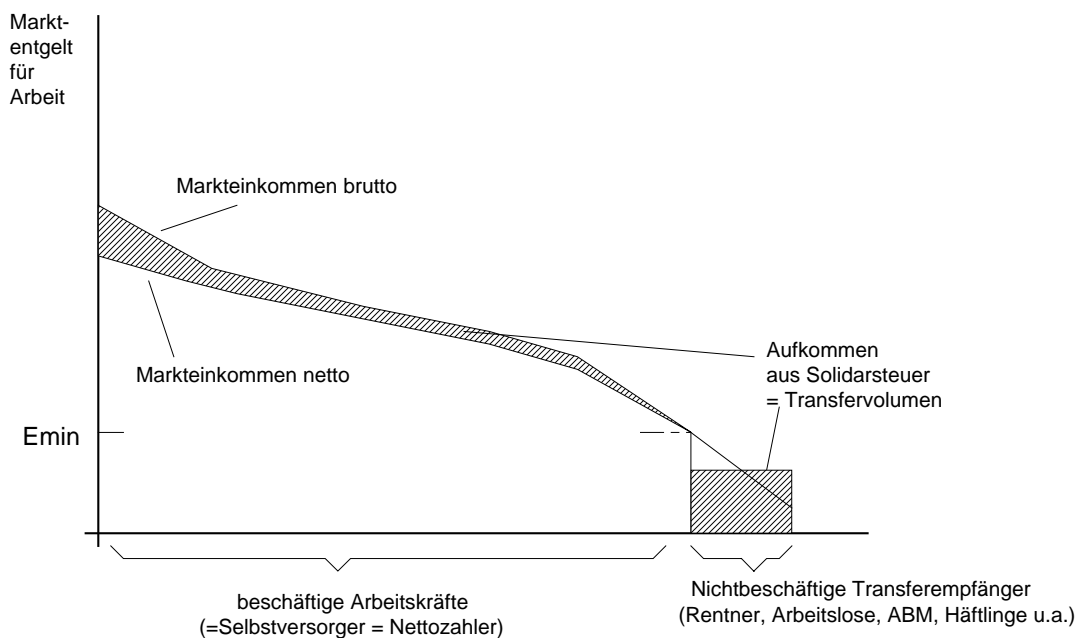 Markt-
entgelt
für
Arbeit
Markteinkommen brutto
Markteinkommen netto
Aufkommen
aus Solidarsteuer
= Transfervolumen
Emin
beschäftige Arbeitskräfte
(=Selbstversorger = Nettozahler)
Nichtbeschäftige Transferempfänger
(Rentner, Arbeitslose, ABM, Häftlinge u.a.)